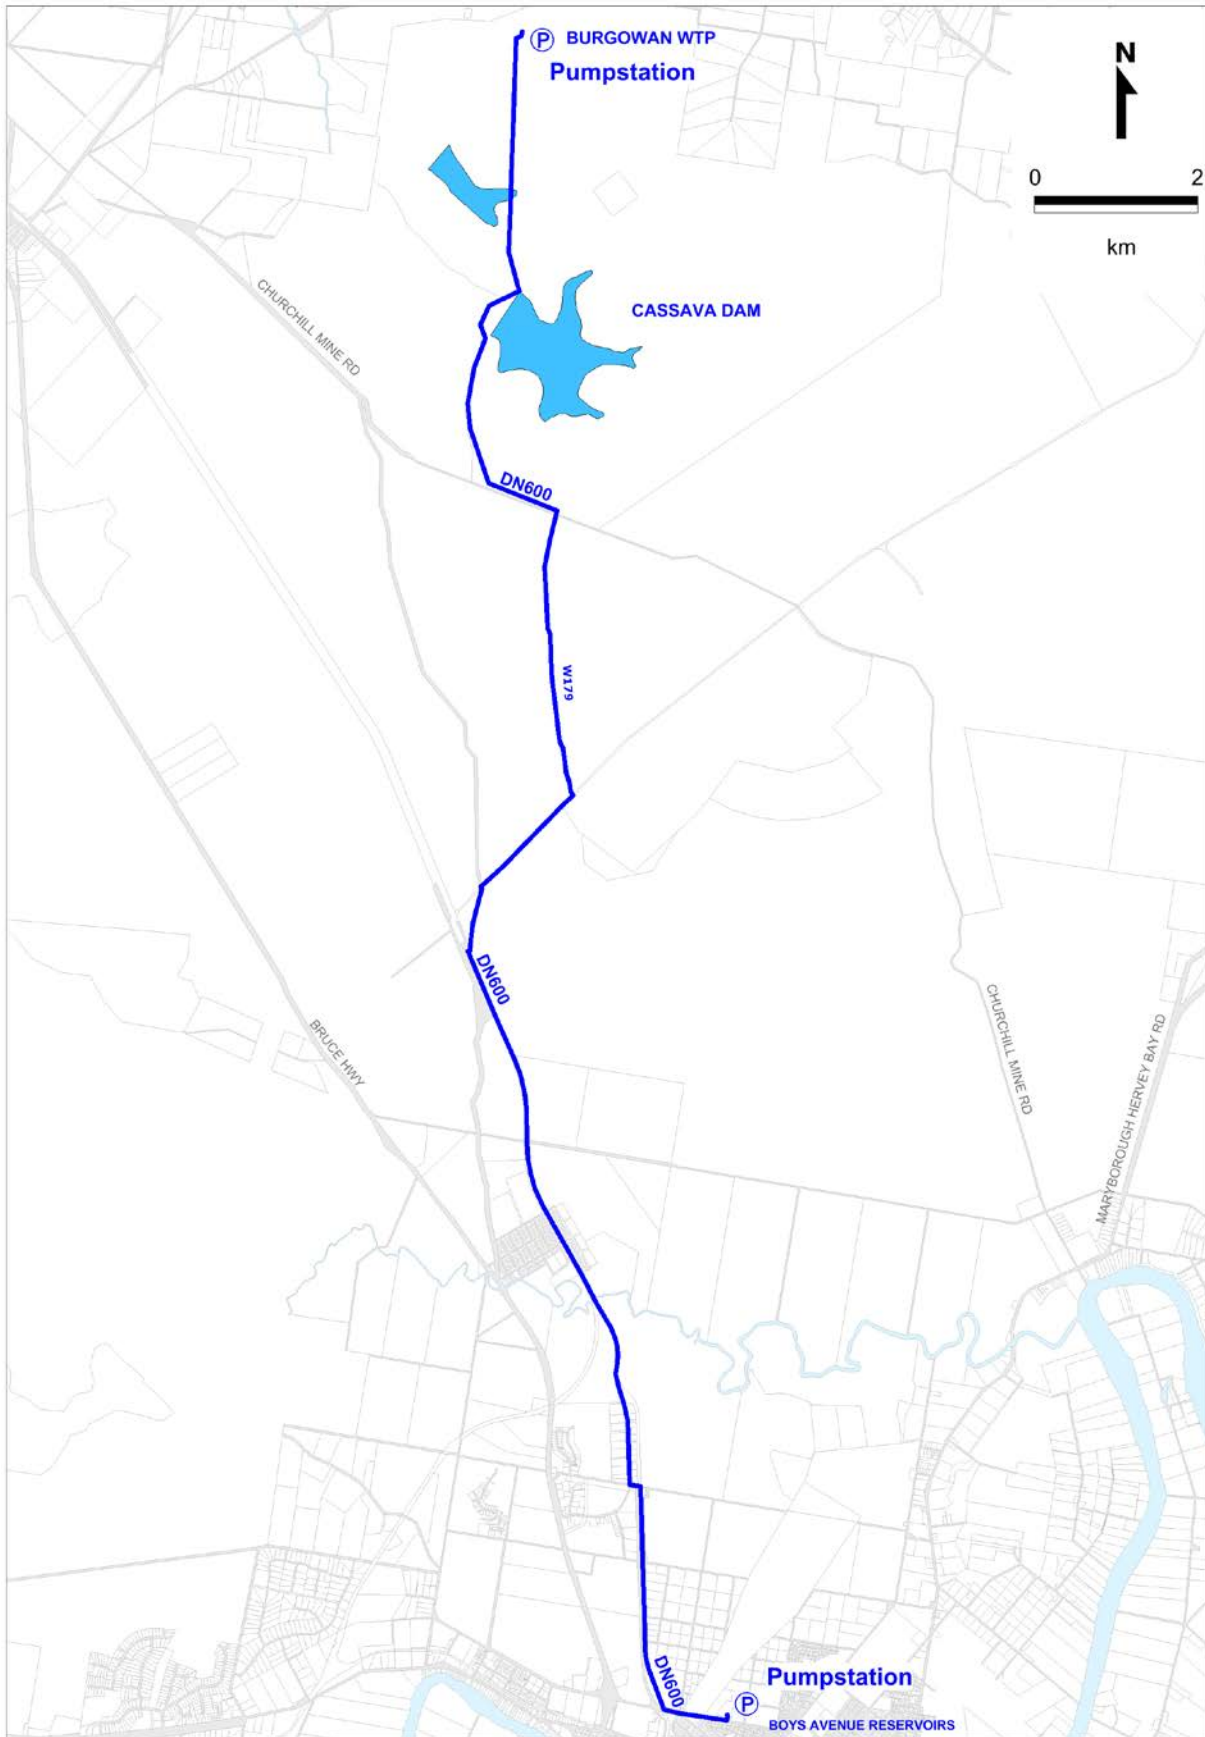 BURGOWAN WTP
Pumpstation
N
0 2
km
CASSAVA DAM
CHURCHILL MINE RD
DN600
W179
DN600
BRUCE HWY
CHURCHILL MINE RD
MARYBOROUGH HERVEY BAY RD
DN600
Pumpstation
P
BOYS AVENUE RESERVOIRS
P